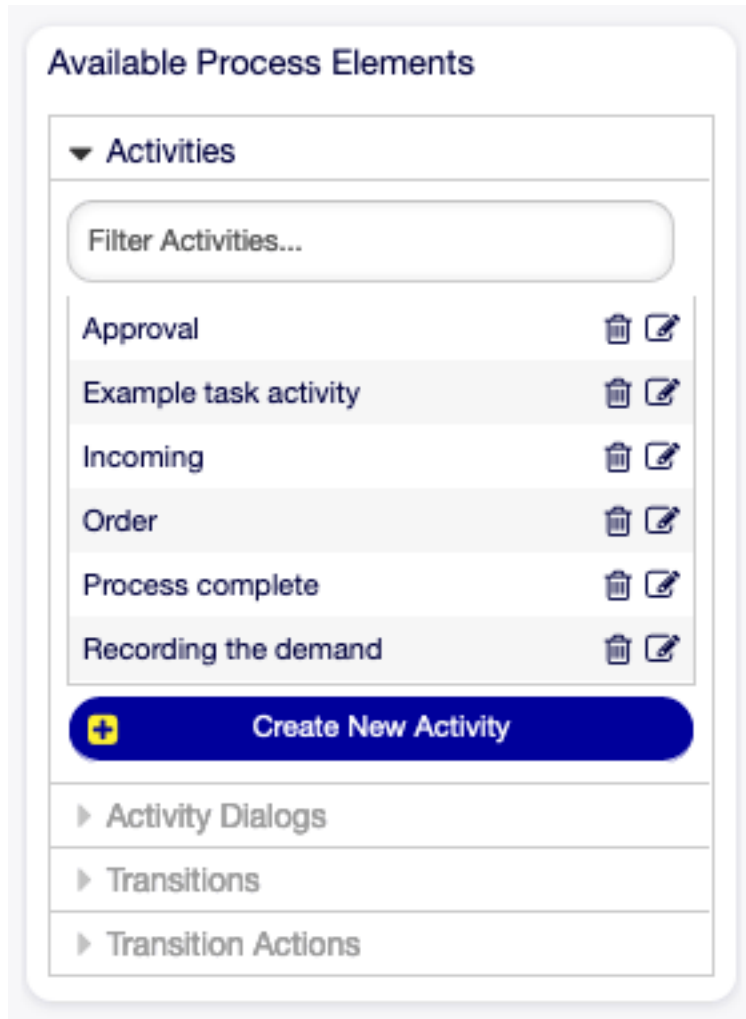 Available Process Elements
Activities
Filter Activities...
Approval
Example task activity
Incoming
Order
Process complete
Recording the demand
Create New Activity
Activity Dialogs
Transitions
Transition Actions